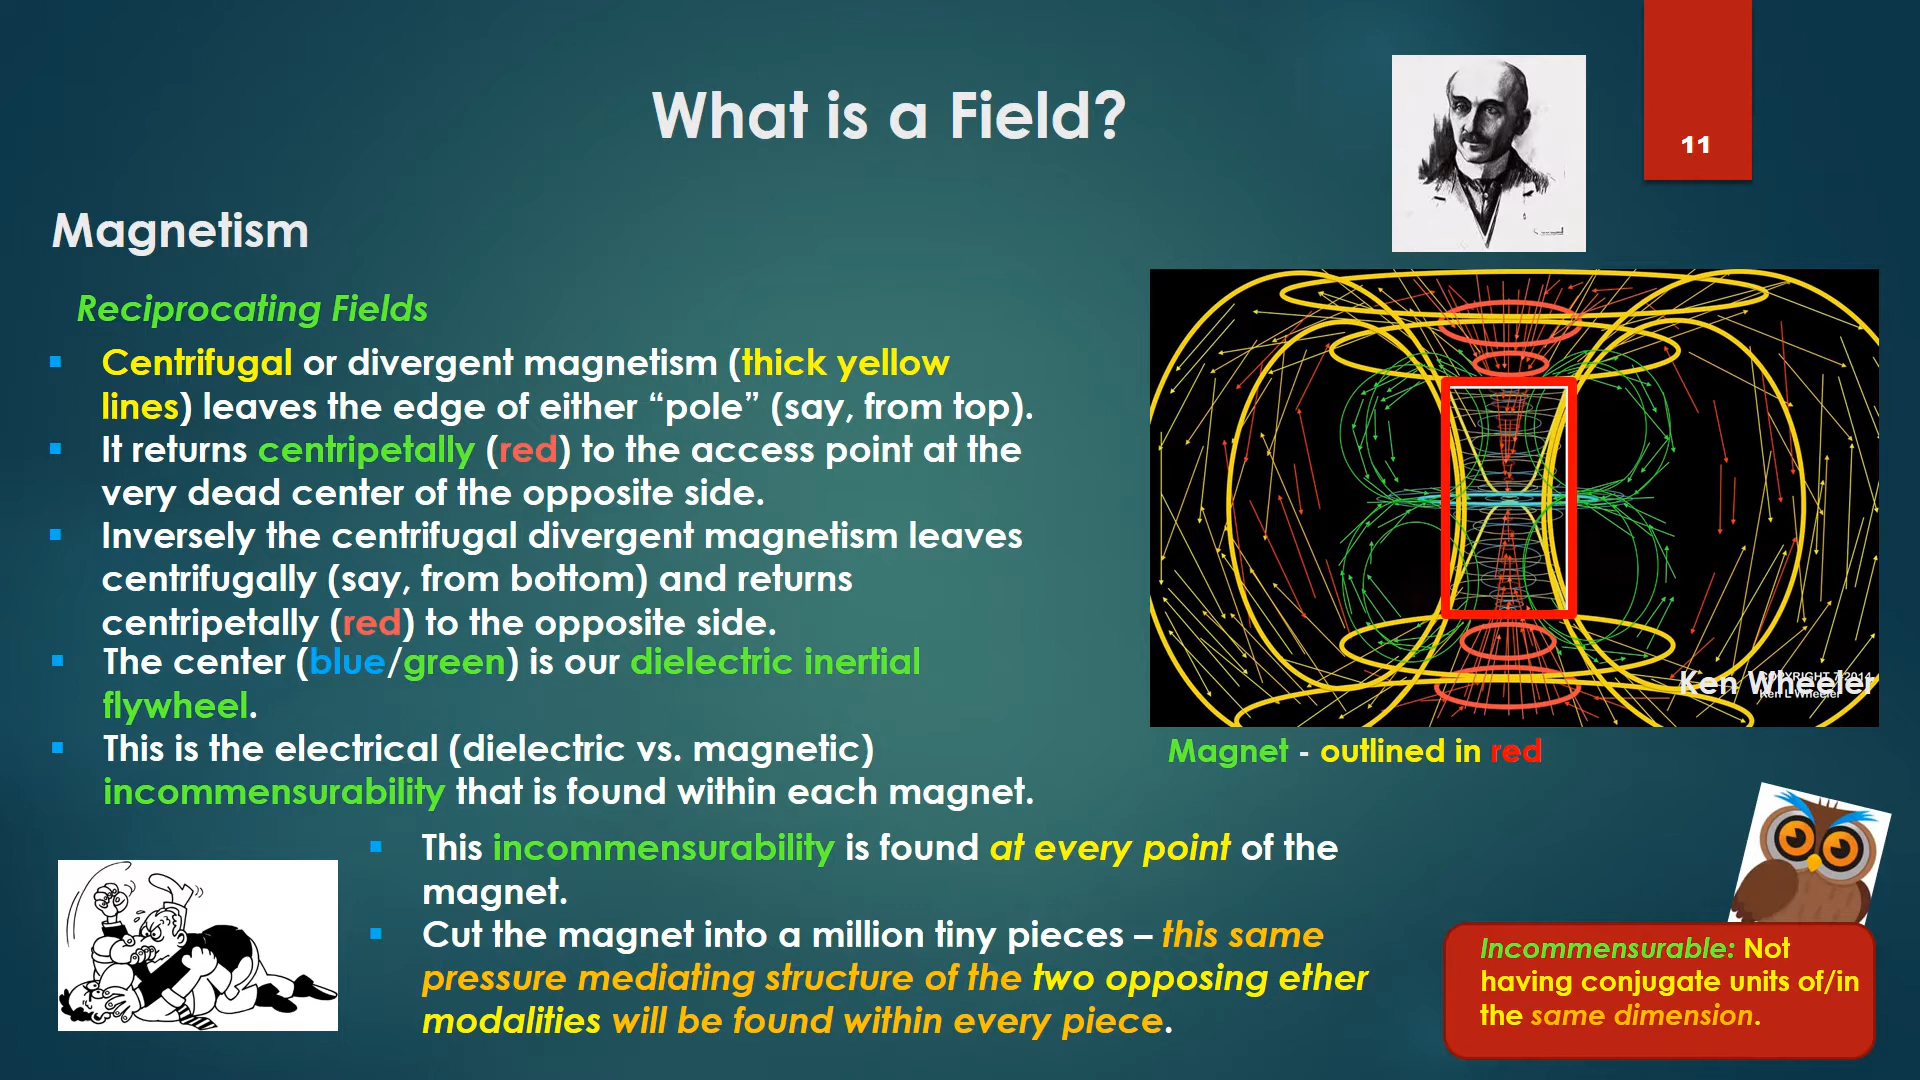 What is a Field?
11
Magnetism
Reciprocating Fields
Centrifugal or divergent magnetism (thick yellow
lines) leaves the edge of either “pole” (say, from top).
It returns centripetally (red) to the access point at the
very dead center of the opposite side.
Inversely the centrifugal divergent magnetism leaves
centrifugally (say, from bottom) and returns
centripetally (red) to the opposite side.
The center (blue/green) is our dielectric inertial
flywheel.
This is the electrical (dielectric vs. magnetic)
incommensurability that is found within each magnet.
This incommensurability is found at every point of the
magnet.
Cut the magnet into a million tiny pieces – this same
pressure mediating structure of the two opposing ether
modalities will be found within every piece.
Ken Wheeler
COPYRIGHT
Ken L Wheeler
Magnet - outlined in red
Incommensurable: Not
having conjugate units of/in
the same dimension.